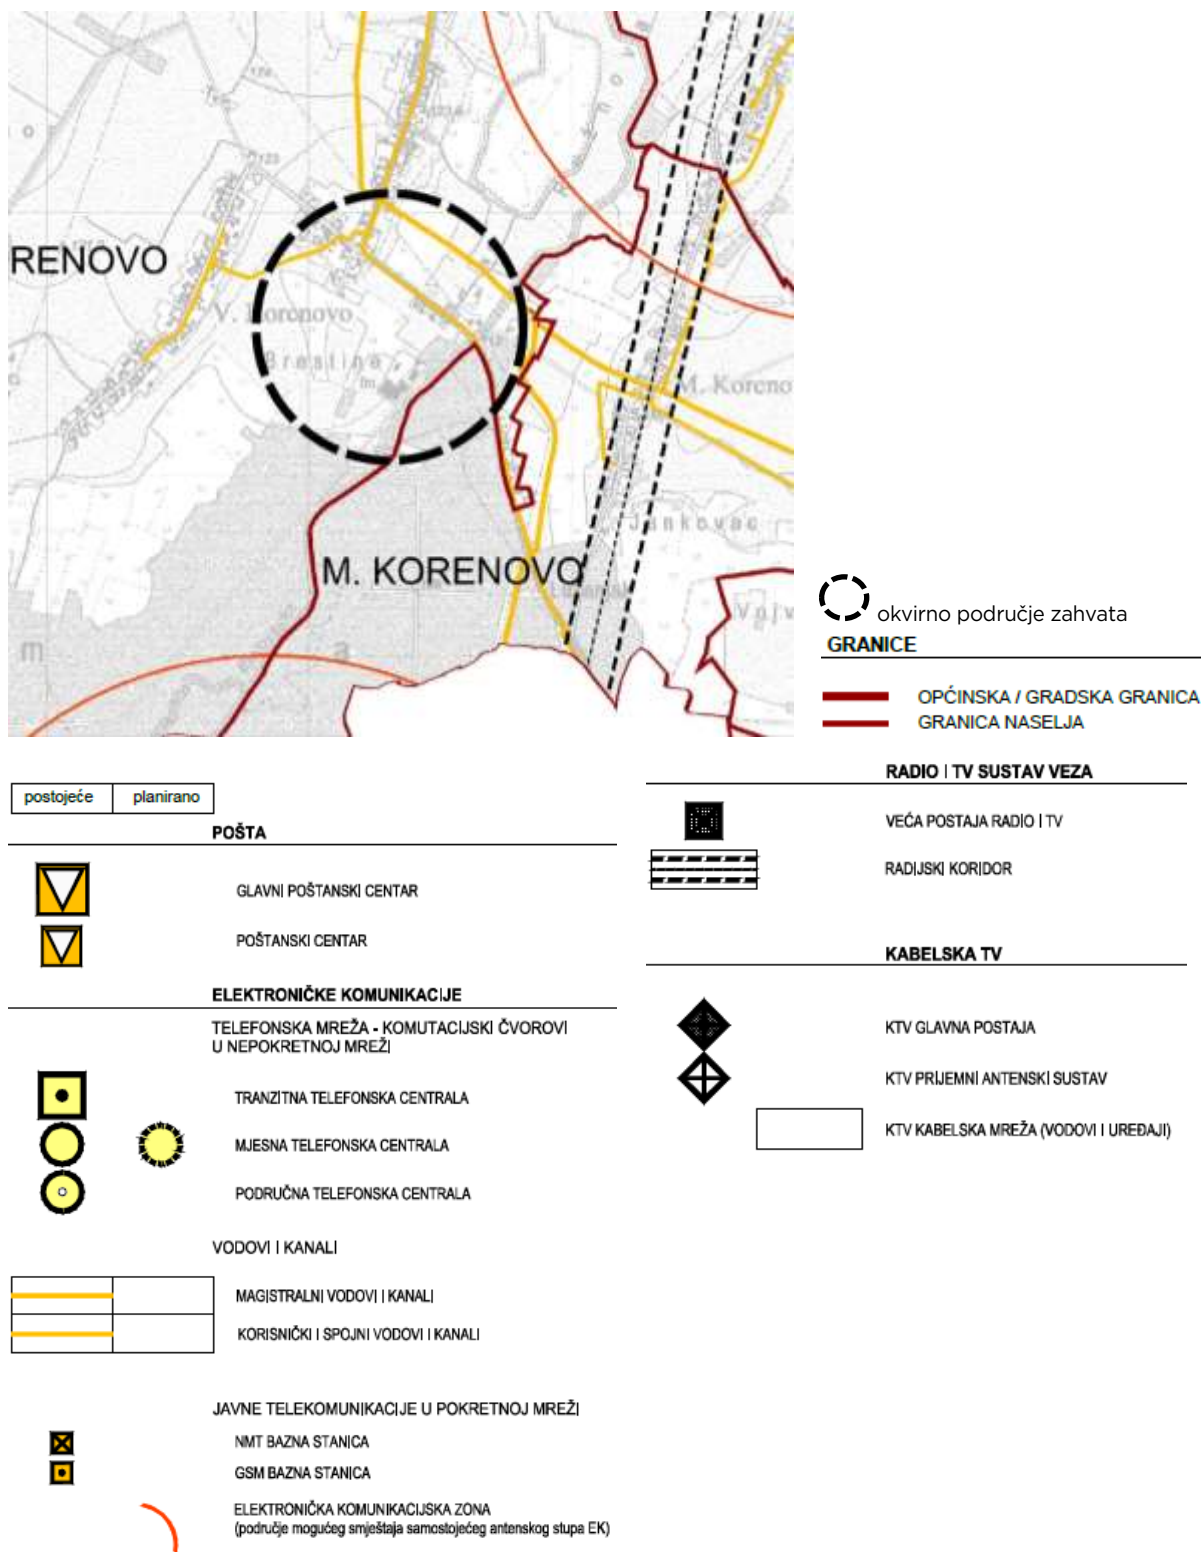 RENOVO
V. Korenovo
Brestina
M. Koreno
Jankovac
M. KORENOVO
Vojv
m
a
123
okvirno područje zahvata
GRANICE
OPĆINSKA / GRADSKA GRANICA
GRANICA NASELJA
postojeće planirano
POŠTA
GLAVNI POŠTANSKI CENTAR
POŠTANSKI CENTAR
ELEKTRONIČKE KOMUNIKACIJE
TELEFONSKA MREŽA - KOMUTACIJSKI ČVOROVI
U NEPOKRETNOJ MREŽI
TRANZITNA TELEFONSKA CENTRALA
MJESNA TELEFONSKA CENTRALA
PODRUČNA TELEFONSKA CENTRALA
VODOVI I KANALI
MAGISTRALNI VODOVI I KANALI
KORISNIČKI I SPOJNI VODOVI I KANALI
JAVNE TELEKOMUNIKACIJE U POKRETNOJ MREŽI
NMT BAZNA STANICA
GSM BAZNA STANICA
ELEKTRONIČKA KOMUNIKACIJSKA ZONA
(područje mogućeg smještaja samostojećeg antenskog stupa EK)
RADIO I TV SUSTAV VEZA
VEĆA POSTAJA RADIO I TV
RADIJSKI KORIDOR
KABELSKA TV
KTV GLAVNA POSTAJA
KTV PRIJEMNI ANTENSKI SUSTAV
KTV KABELSKA MREŽA (VODOVI I UREĐAJI)